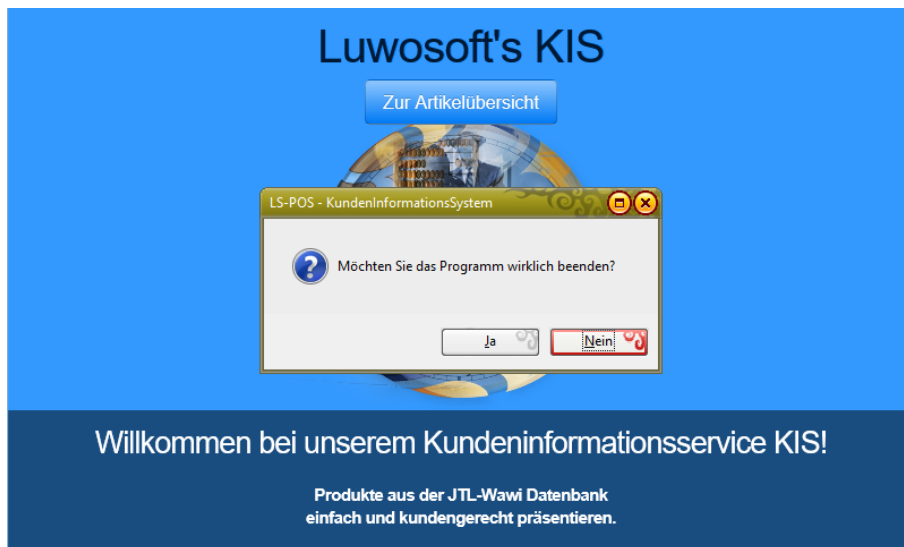 Luwosoft's KIS
Zur Artikelübersicht
LS-POS - KundenInformationsSystem
Möchten Sie das Programm wirklich beenden?
Ja
Nein
Willkommen bei unserem Kundeninformationsservice KIS!
Produkte aus der JTL-Wawi Datenbank
einfach und kundengerecht präsentieren.